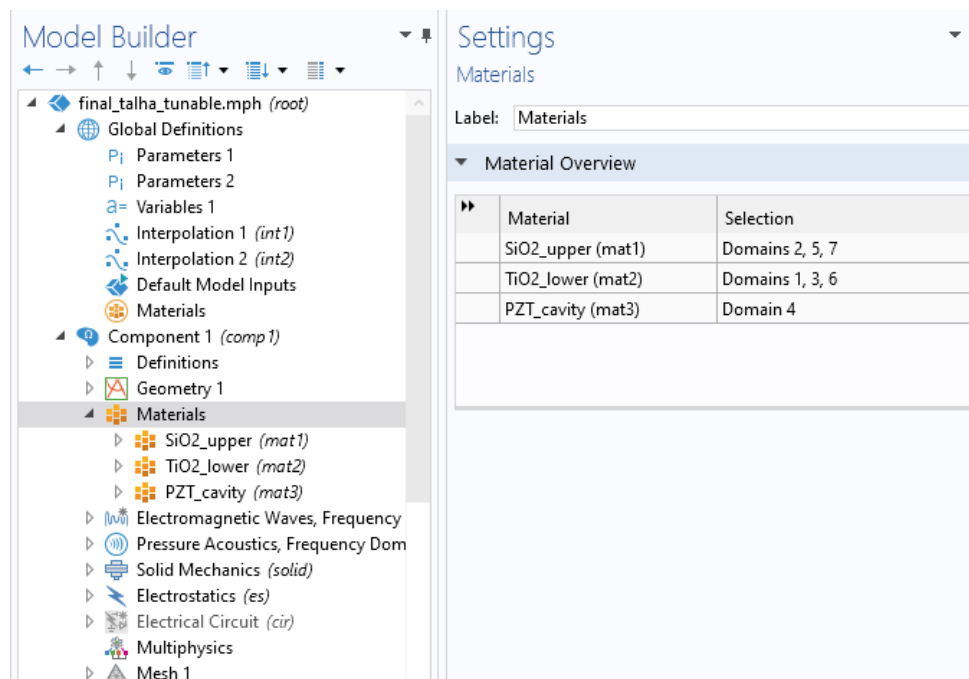 Model Builder
final_talha_tunable.mph (root)
Global Definitions
Pi Parameters 1
Pi Parameters 2
a= Variables 1
Interpolation 1 (int1)
Interpolation 2 (int2)
Default Model Inputs
Materials
Component 1 (comp1)
Definitions
Geometry 1
Materials
SiO2_upper (mat1)
TiO2_lower (mat2)
PZT_cavity (mat3)
Electromagnetic Waves, Frequency
Pressure Acoustics, Frequency Dom
Solid Mechanics (solid)
Electrostatics (es)
Electrical Circuit (cir)
Multiphysics
Mesh 1
Settings
Materials
Label: Materials
Material Overview
Material Selection
SiO2_upper (mat1) Domains 2, 5, 7
TiO2_lower (mat2) Domains 1, 3, 6
PZT_cavity (mat3) Domain 4